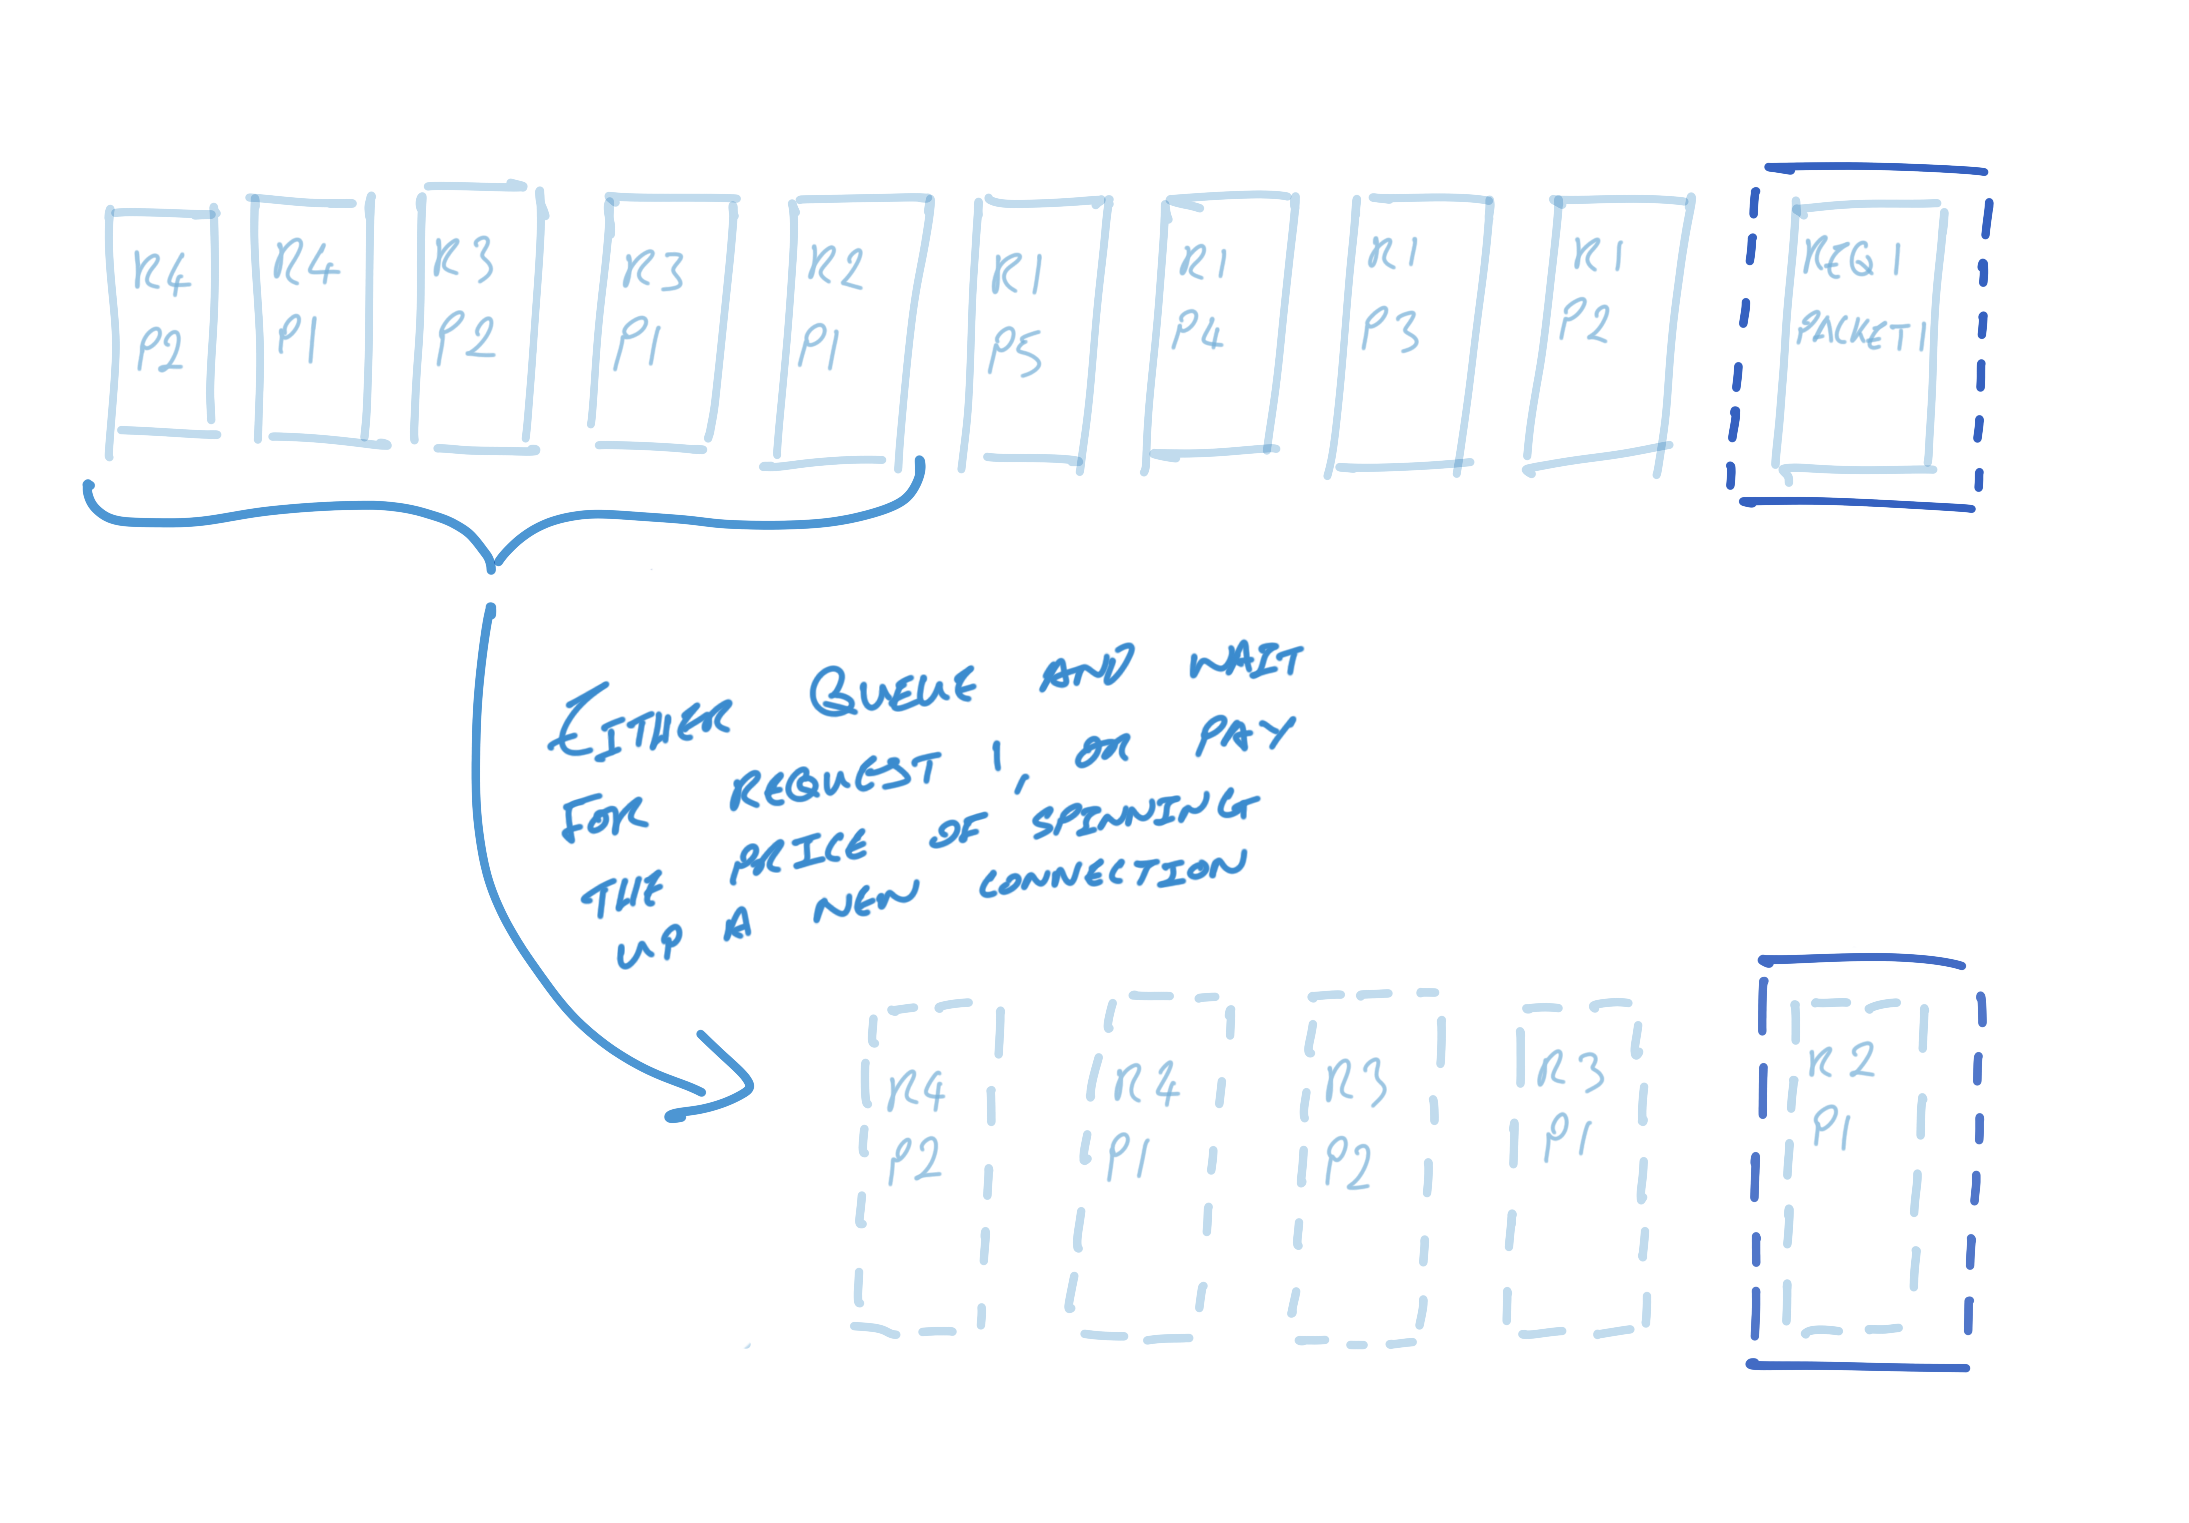 R4
P2
R4
P1
R3
P2
R3
P1
R2
P1
R1
P5
R1
P4
R1
P3
R1
P2
REQ 1
PACKET 1
EITHER QUEUE AND WAIT
FOR REQUEST 1, OR PAY
THE PRICE OF SPINNING
UP A NEW CONNECTION
R4
P2
R4
P1
R3
P2
R3
P1
R2
P1